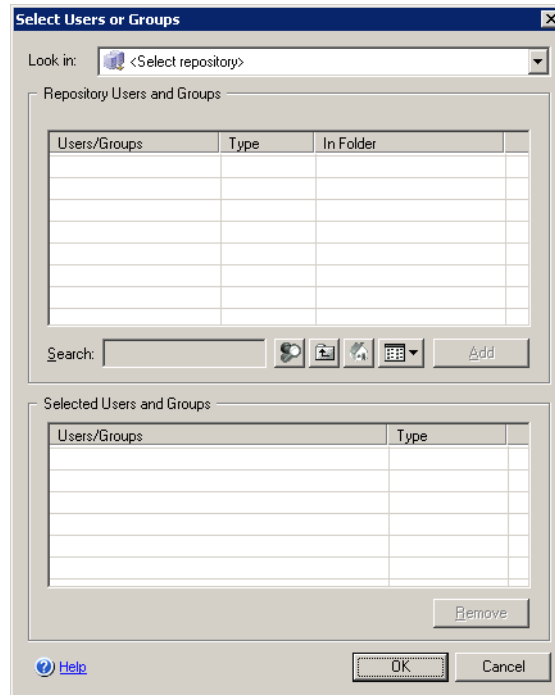 Select Users or Groups
Look in: <Select repository>
Repository Users and Groups
Users/Groups Type In Folder
Search: Add
Selected Users and Groups
Users/Groups Type
Remove
Help OK Cancel